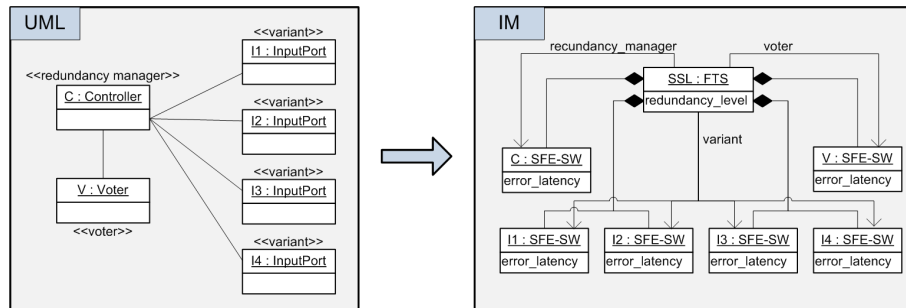 UML
<<variant>>
I1 : InputPort
<<redundancy manager>>
C : Controller
<<variant>>
I2 : InputPort
<<variant>>
I3 : InputPort
V : Voter
<<voter>>
<<variant>>
I4 : InputPort
IM
recundancy_manager
voter
SSL : FTS
redundancy_level
variant
C : SFE-SW
error_latency
V : SFE-SW
error_latency
I1 : SFE-SW
error_latency
I2 : SFE-SW
error_latency
I3 : SFE-SW
error_latency
I4 : SFE-SW
error_latency